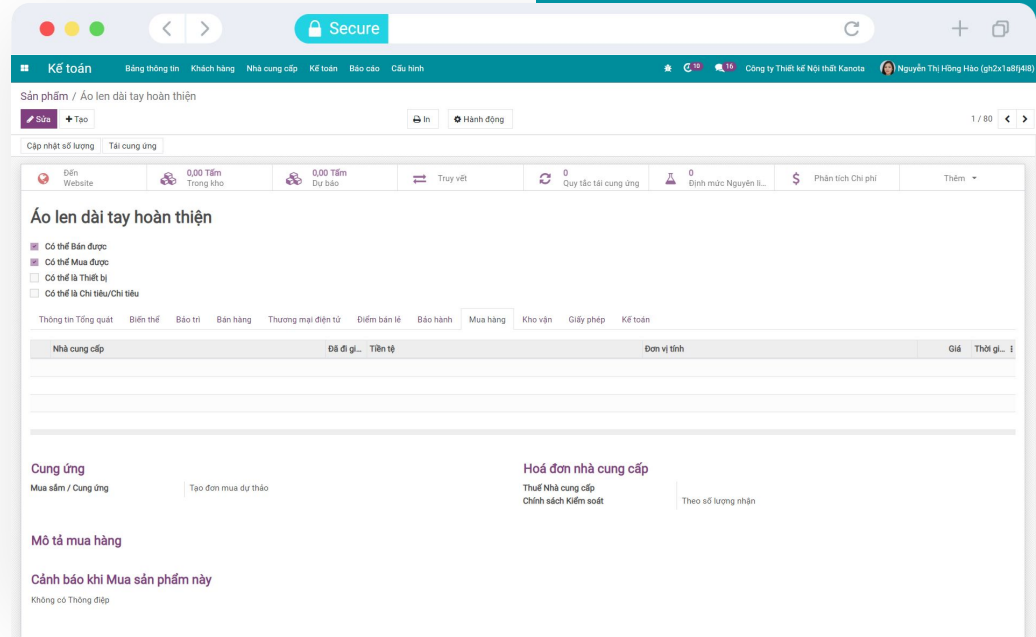 Secure
Kế toán Bảng thông tin Khách hàng Nhà cung cấp Kế toán Báo cáo Cấu hình 10 16 Công ty Thiết kế Nội thất Kanota Nguyễn Thị Hồng Hào (gh2x1a8fj4l8)
Sản phẩm / Áo len dài tay hoàn thiện
Sửa Tạo In Hành động 1 / 80
Cập nhật số lượng Tái cung ứng
Đến Website
0,00 Tấm Trong kho
0,00 Tấm Dự báo
Truy vết
0 Quy tắc tái cung ứng
0 Định mức Nguyên li...
Phân tích Chi phí
Thêm
Áo len dài tay hoàn thiện
Có thể Bán được
Có thể Mua được
Có thể là Thiết bị
Có thể là Chi tiêu/Chi tiêu
Thông tin Tổng quát Biến thể Bảo trì Bán hàng Thương mại điện tử Điểm bán lẻ Bảo hành Mua hàng Kho vận Giấy phép Kế toán
Nhà cung cấp Đã đi gi... Tiền tệ Đơn vị tính Giá Thời gi...
Cung ứng
Mua sắm / Cung ứng Tạo đơn mua dự thảo
Hoá đơn nhà cung cấp
Thuế Nhà cung cấp
Chính sách Kiểm soát Theo số lượng nhận
Mô tả mua hàng
Cảnh báo khi Mua sản phẩm này
Không có Thông điệp